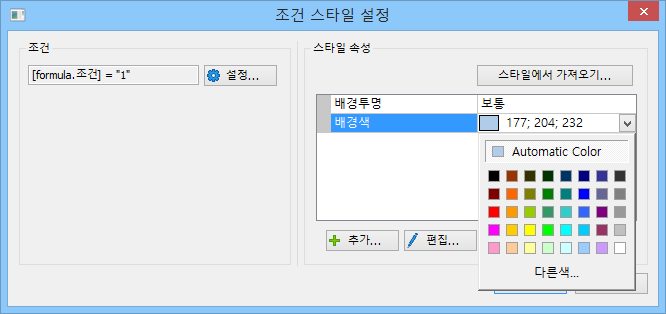 조건 스타일 설정
조건
[formula.조건] = "1"
설정...
스타일 속성
스타일에서 가져오기...
배경투명 보통
배경색 177; 204; 232
Automatic Color
추가...
편집...
다른색...